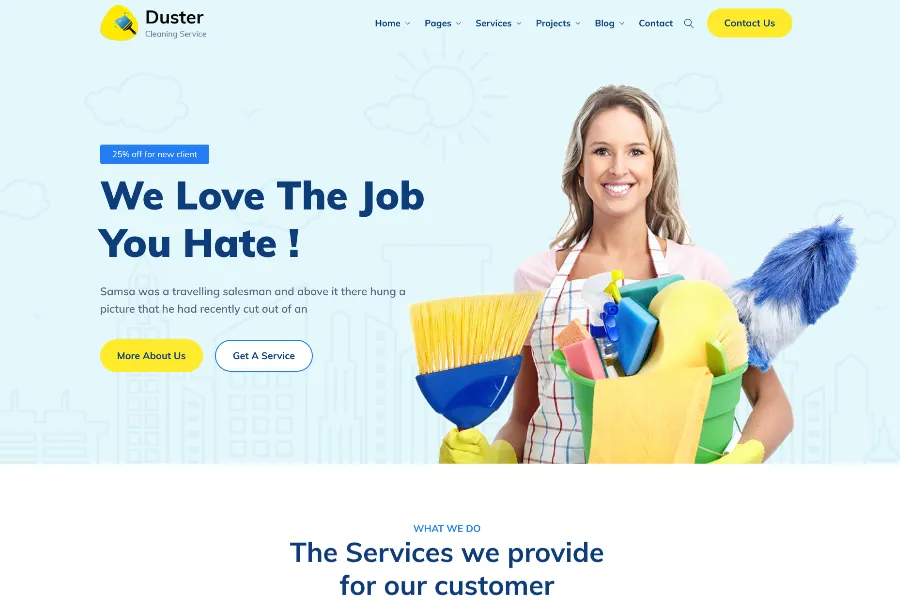 Duster
Cleaning Service
Home
Pages
Services
Projects
Blog
Contact
Contact Us
25% off for new client
We Love The Job
You Hate !
Samsa was a travelling salesman and above it there hung a
picture that he had recently cut out of an
More About Us
Get A Service
WHAT WE DO
The Services we provide
for our customer